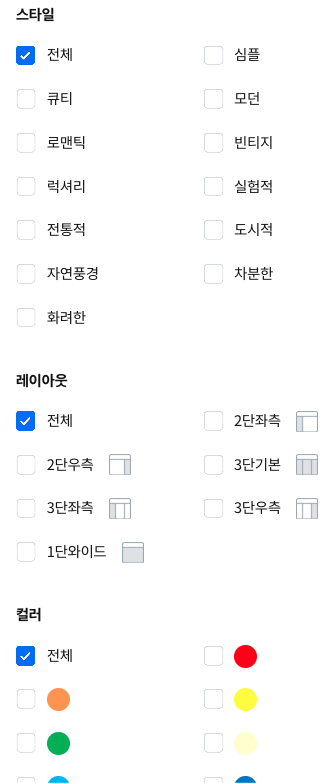 스타일
전체 심플
큐티 모던
로맨틱 빈티지
럭셔리 실험적
전통적 도시적
자연풍경 차분한
화려한
레이아웃
전체 2단좌측
2단우측 3단기본
3단좌측 3단우측
1단와이드
컬러
전체